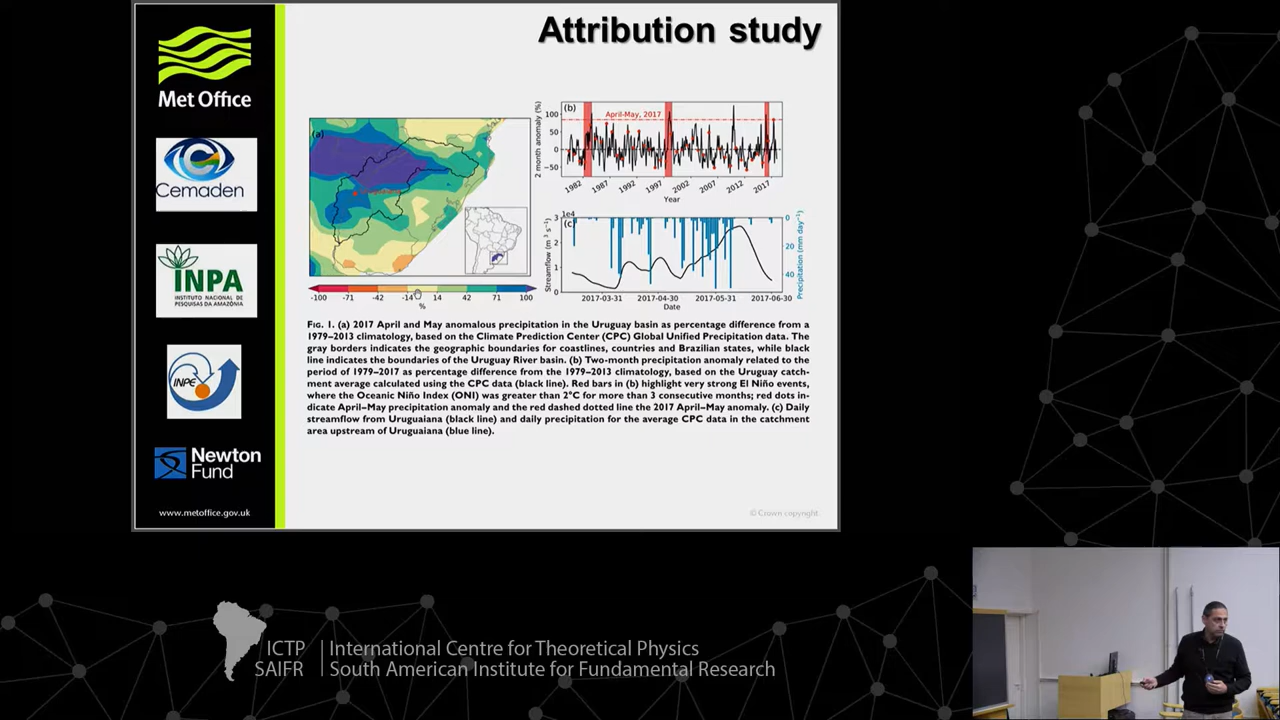 Attribution study
Met Office
Cemaden
INPA
INSTITUTO NACIONAL DE
PESQUISAS DA AMAZÔNIA
INPE
Newton
Fund
www.metoffice.gov.uk
(a)
-100 -71 -42 -14 14 42 71 100
%
(b)
April-May, 2017
2 month anomaly (%)
100
50
0
−50
1982 1987 1992 1997 2002 2007 2012 2017
Year
(c)
1e4
Streamflow (m³ s⁻¹)
3
2
1
0
0
20
40
Precipitation (mm day⁻¹)
2017-03-31 2017-04-30 2017-05-31 2017-06-30
Date
FIG. 1. (a) 2017 April and May anomalous precipitation in the Uruguay basin as percentage difference from a
1979–2013 climatology, based on the Climate Prediction Center (CPC) Global Unified Precipitation data. The
gray borders indicates the geographic boundaries for coastlines, countries and Brazilian states, while black
line indicates the boundaries of the Uruguay River basin. (b) Two-month precipitation anomaly related to the
period of 1979–2017 as percentage difference from the 1979–2013 climatology, based on the Uruguay catch-
ment average calculated using the CPC data (black line). Red bars in (b) highlight very strong El Niño events,
where the Oceanic Niño Index (ONI) was greater than 2°C for more than 3 consecutive months; red dots in-
dicate April–May precipitation anomaly and the red dashed dotted line the 2017 April–May anomaly. (c) Daily
streamflow from Uruguaiana (black line) and daily precipitation for the average CPC data in the catchment
area upstream of Uruguaiana (blue line).
© Crown copyright
ICTP
SAIFR
International Centre for Theoretical Physics
South American Institute for Fundamental Research